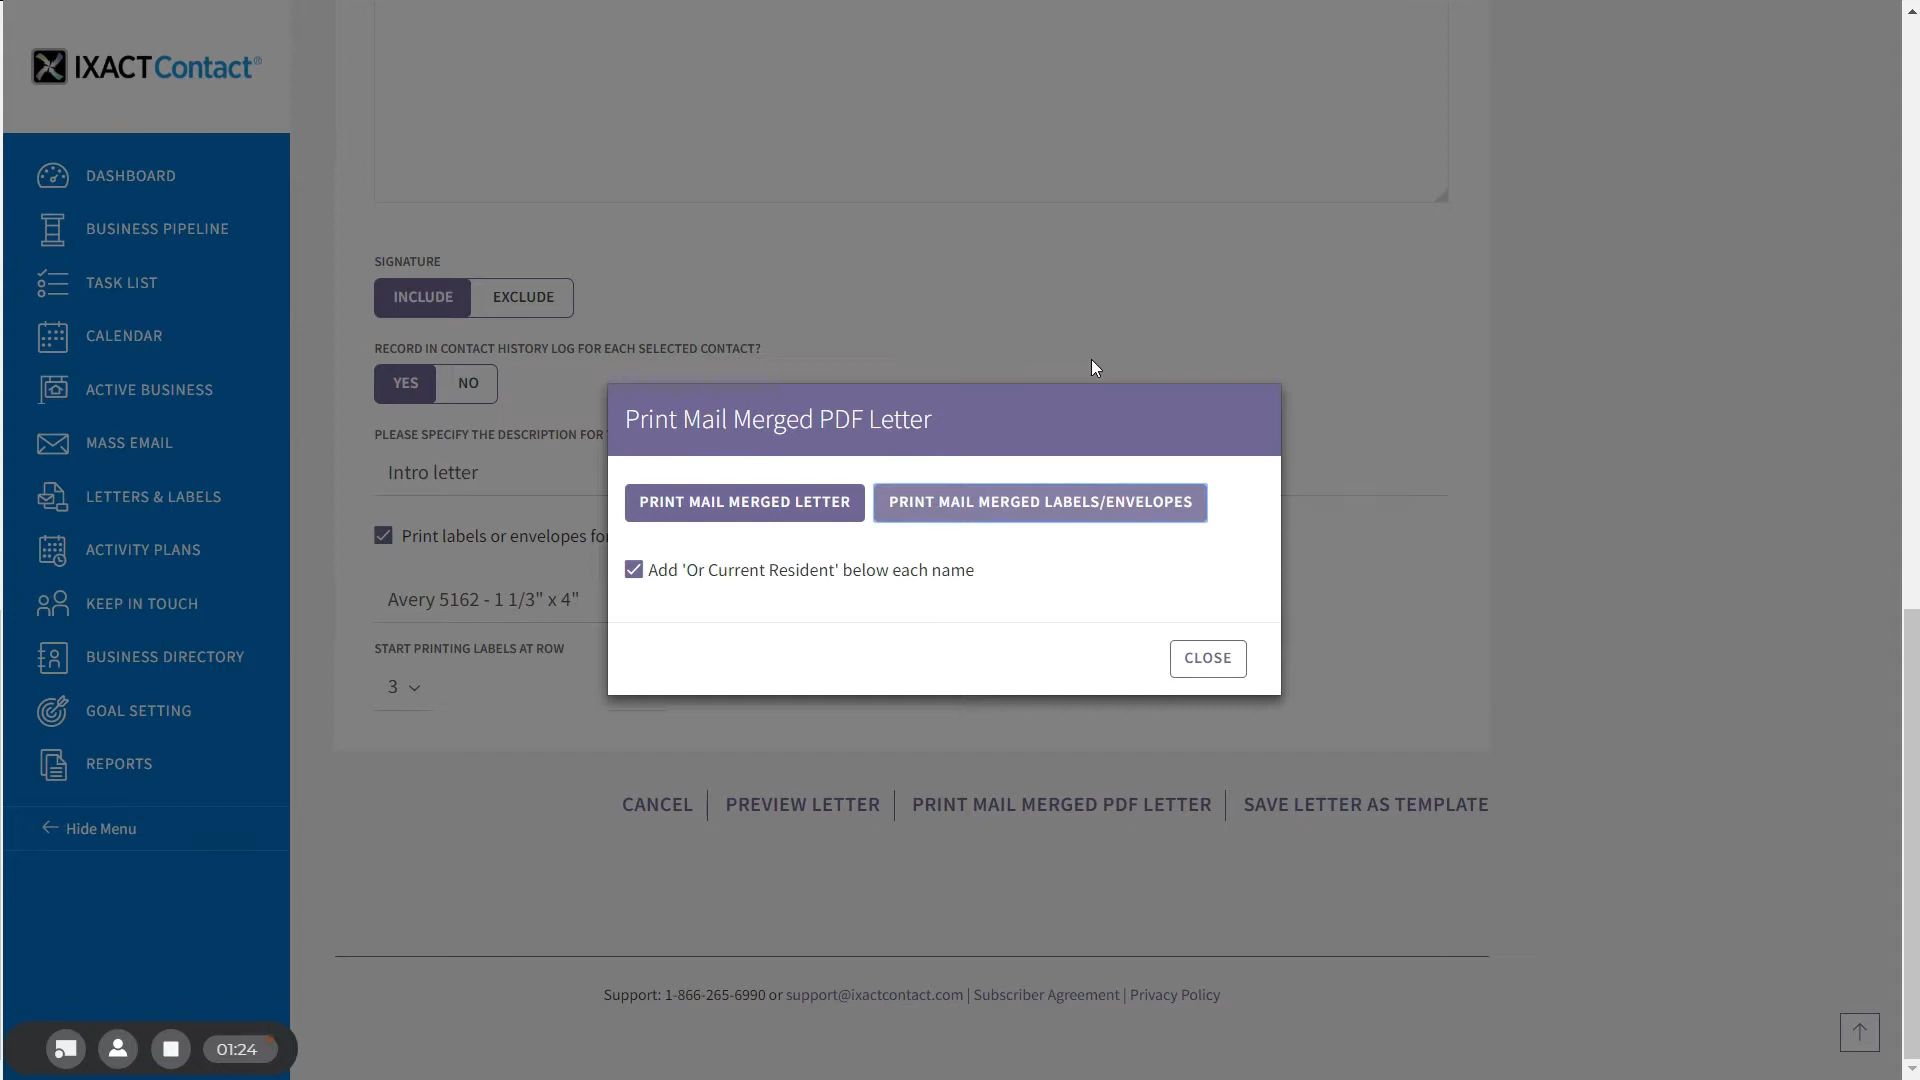 IXACTContact®
DASHBOARD
BUSINESS PIPELINE
TASK LIST
CALENDAR
ACTIVE BUSINESS
MASS EMAIL
LETTERS & LABELS
ACTIVITY PLANS
KEEP IN TOUCH
BUSINESS DIRECTORY
GOAL SETTING
REPORTS
Hide Menu
01:24
SIGNATURE
INCLUDE EXCLUDE
RECORD IN CONTACT HISTORY LOG FOR EACH SELECTED CONTACT?
YES NO
PLEASE SPECIFY THE DESCRIPTION FOR
Intro letter
Print labels or envelopes for
Avery 5162 - 1 1/3" x 4"
START PRINTING LABELS AT ROW
3
Print Mail Merged PDF Letter
PRINT MAIL MERGED LETTER PRINT MAIL MERGED LABELS/ENVELOPES
Add 'Or Current Resident' below each name
CLOSE
CANCEL PREVIEW LETTER PRINT MAIL MERGED PDF LETTER SAVE LETTER AS TEMPLATE
Support: 1-866-265-6990 or support@ixactcontact.com | Subscriber Agreement | Privacy Policy